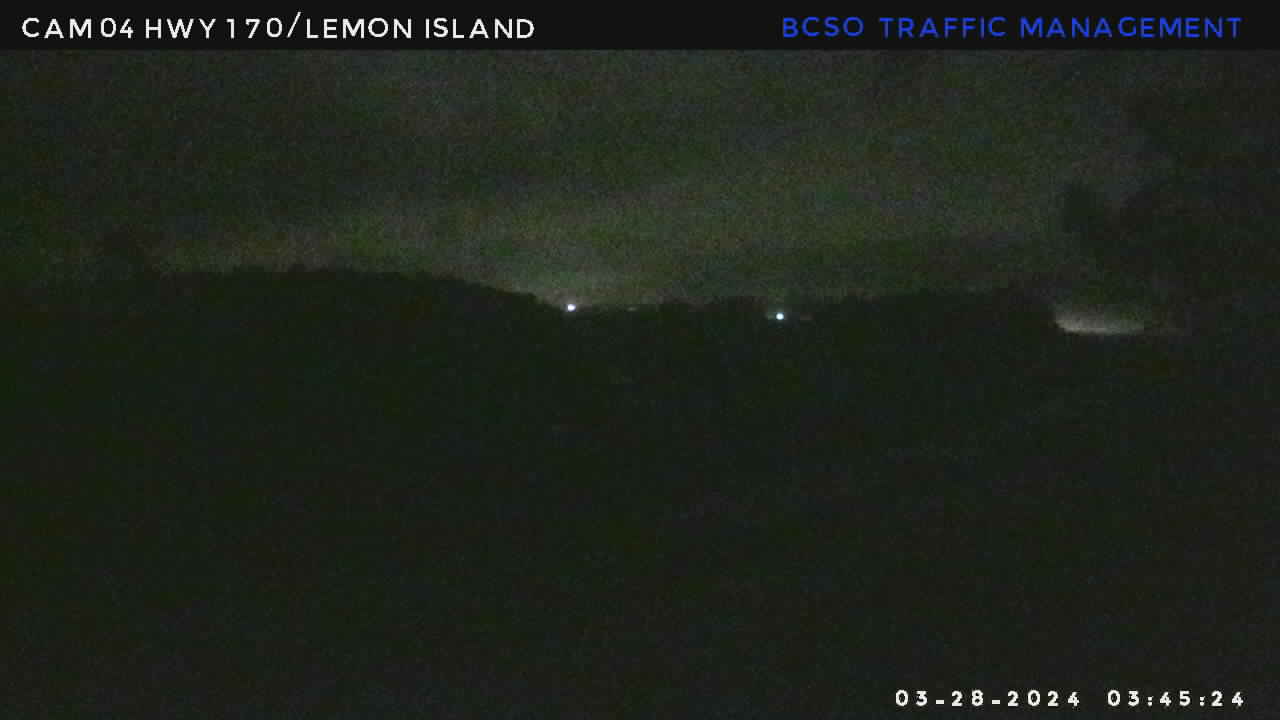 CAM 04 HWY 170/LEMON ISLAND
BCSO TRAFFIC MANAGEMENT
03-28-2024 03:45:24